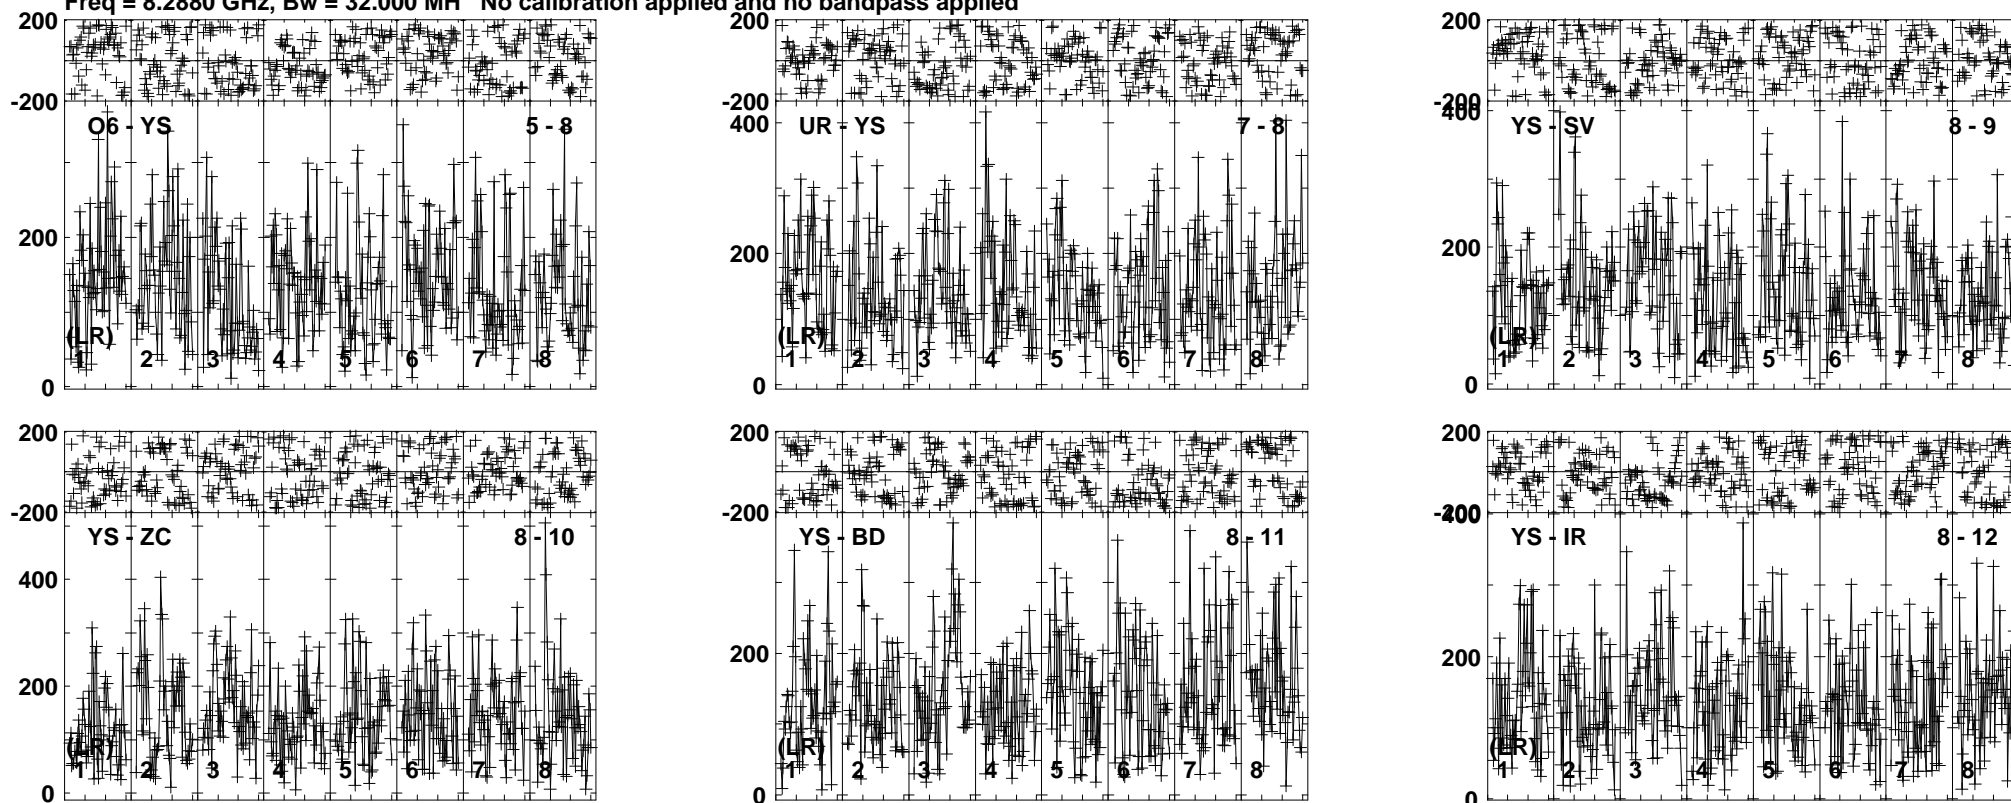 Freq = 8.2880 GHz, Bw = 32.000 MH No calibration applied and no bandpass applied
200 200 200
-200 -200 -200
O6 - YS 5 - 8 UR - YS 7 - 8 YS - SV 8 - 9
400 400
200 200 200
(LR) (LR) (LR)
1 2 3 4 5 6 7 8 1 2 3 4 5 6 7 8 1 2 3 4 5 6 7 8
0 0 0
200 200 200
-200 -200 -200
400
YS - ZC 8 - 10 YS - BD 8 - 11 YS - IR 8 - 12
400
200 200 200
(LR) (LR) (LR)
1 2 3 4 5 6 7 8 1 2 3 4 5 6 7 8 1 2 3 4 5 6 7 8
0 0 0